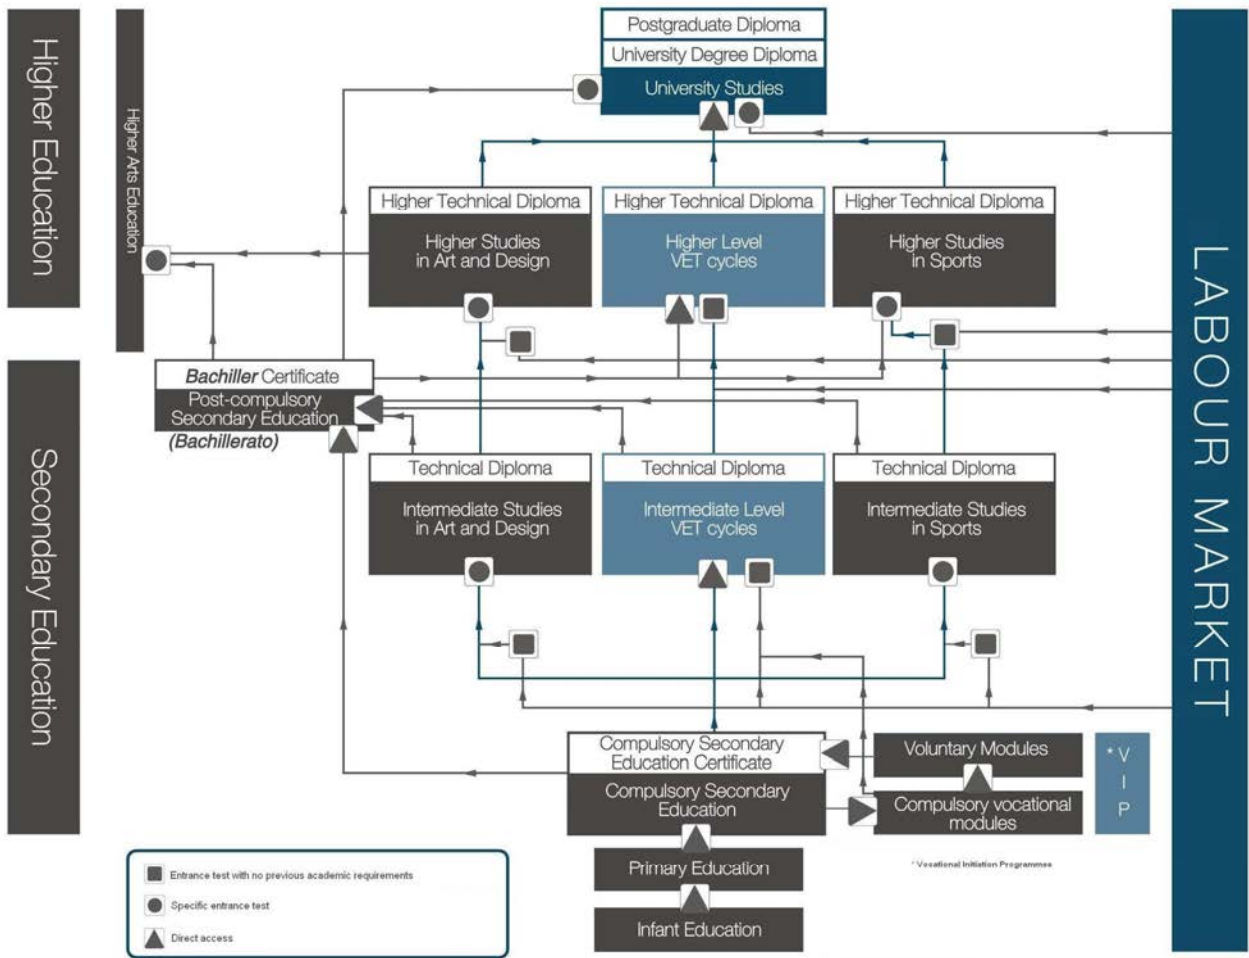 Higher Education
Secondary Education
Higher Arts Education
Postgraduate Diploma
University Degree Diploma
University Studies
Higher Technical Diploma
Higher Studies
in Art and Design
Higher Technical Diploma
Higher Level
VET cycles
Higher Technical Diploma
Higher Studies
in Sports
Bachiller Certificate
Post-compulsory
Secondary Education
(Bachillerato)
Technical Diploma
Intermediate Studies
in Art and Design
Technical Diploma
Intermediate Level
VET cycles
Technical Diploma
Intermediate Studies
in Sports
Compulsory Secondary
Education Certificate
Compulsory Secondary
Education
Voluntary Modules
Compulsory vocational
modules
* V
I
P
Primary Education
Infant Education
* Vocational Initiation Programmes
Entrance test with no previous academic requirements
Specific entrance test
Direct access
LABOUR MARKET